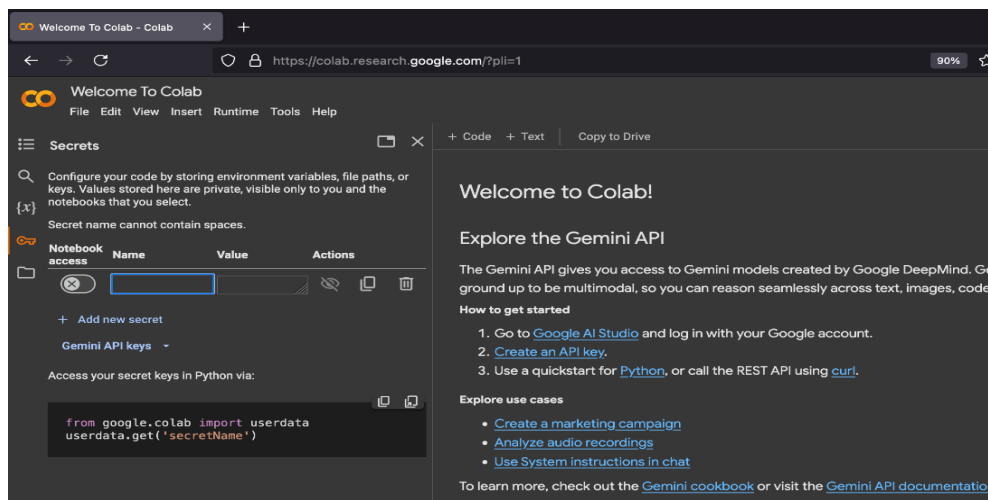 Welcome To Colab - Colab
https://colab.research.google.com/?pli=1
90%
Welcome To Colab
File Edit View Insert Runtime Tools Help
Secrets
Configure your code by storing environment variables, file paths, or
keys. Values stored here are private, visible only to you and the
notebooks that you select.
Secret name cannot contain spaces.
Notebook
access
Name Value Actions
+ Add new secret
Gemini API keys
Access your secret keys in Python via:
from google.colab import userdata
userdata.get('secretName')
+ Code + Text Copy to Drive
Welcome to Colab!
Explore the Gemini API
The Gemini API gives you access to Gemini models created by Google DeepMind.
ground up to be multimodal, so you can reason seamlessly across text, images, code
How to get started
1. Go to Google AI Studio and log in with your Google account.
2. Create an API key.
3. Use a quickstart for Python, or call the REST API using curl.
Explore use cases
• Create a marketing campaign
• Analyze audio recordings
• Use System instructions in chat
To learn more, check out the Gemini cookbook or visit the Gemini API